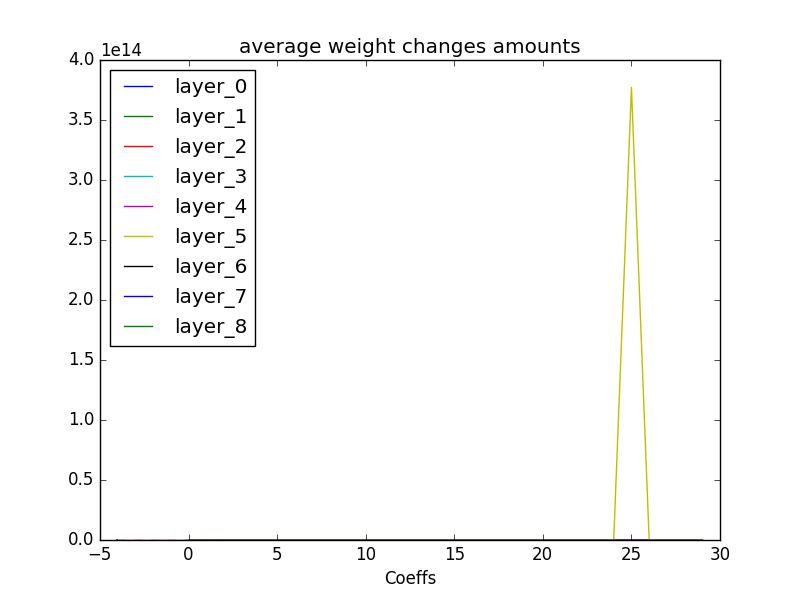 average weight changes amounts
1e14
4.0
3.5
3.0
2.5
2.0
1.5
1.0
0.5
0.0
layer_0
layer_1
layer_2
layer_3
layer_4
layer_5
layer_6
layer_7
layer_8
−5 0 5 10 15 20 25 30
Coeffs